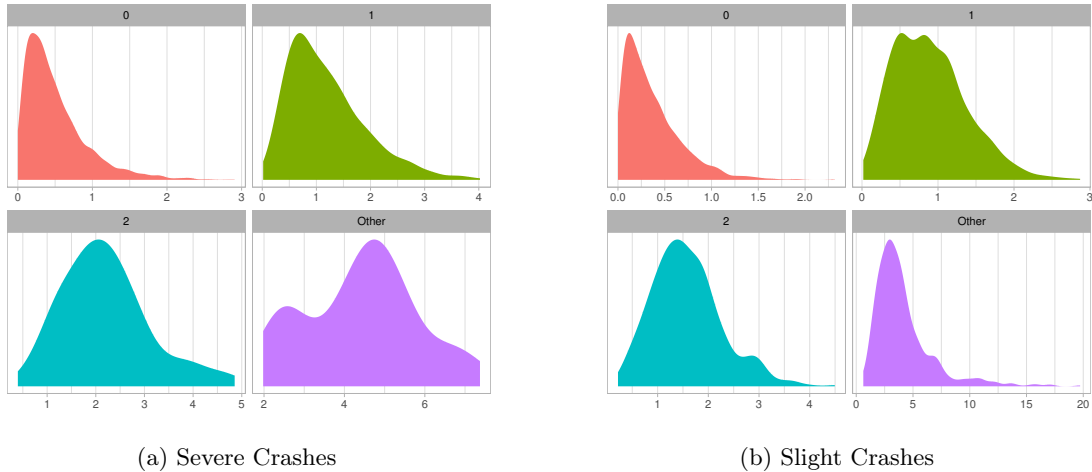 0
1
0
1
0 1 2 3
0 1 2 3 4
0.0 0.5 1.0 1.5 2.0
0 1 2 3
2
Other
2
Other
1 2 3 4 5
2 4 6
1 2 3 4
0 5 10 15 20
(a) Severe Crashes
(b) Slight Crashes